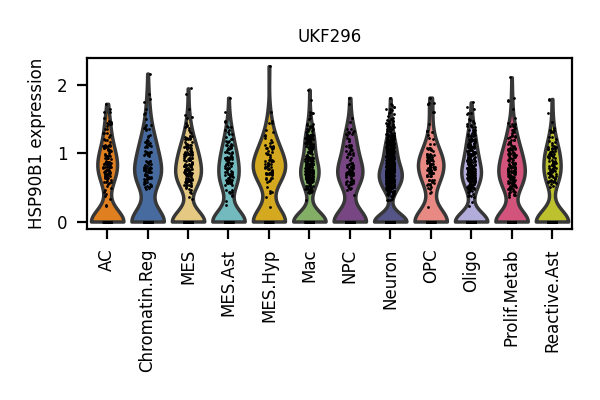 UKF296
HSP90B1 expression
2
1
0
AC
Chromatin.Reg
MES
MES.Ast
MES.Hyp
Mac
NPC
Neuron
OPC
Oligo
Prolif.Metab
Reactive.Ast